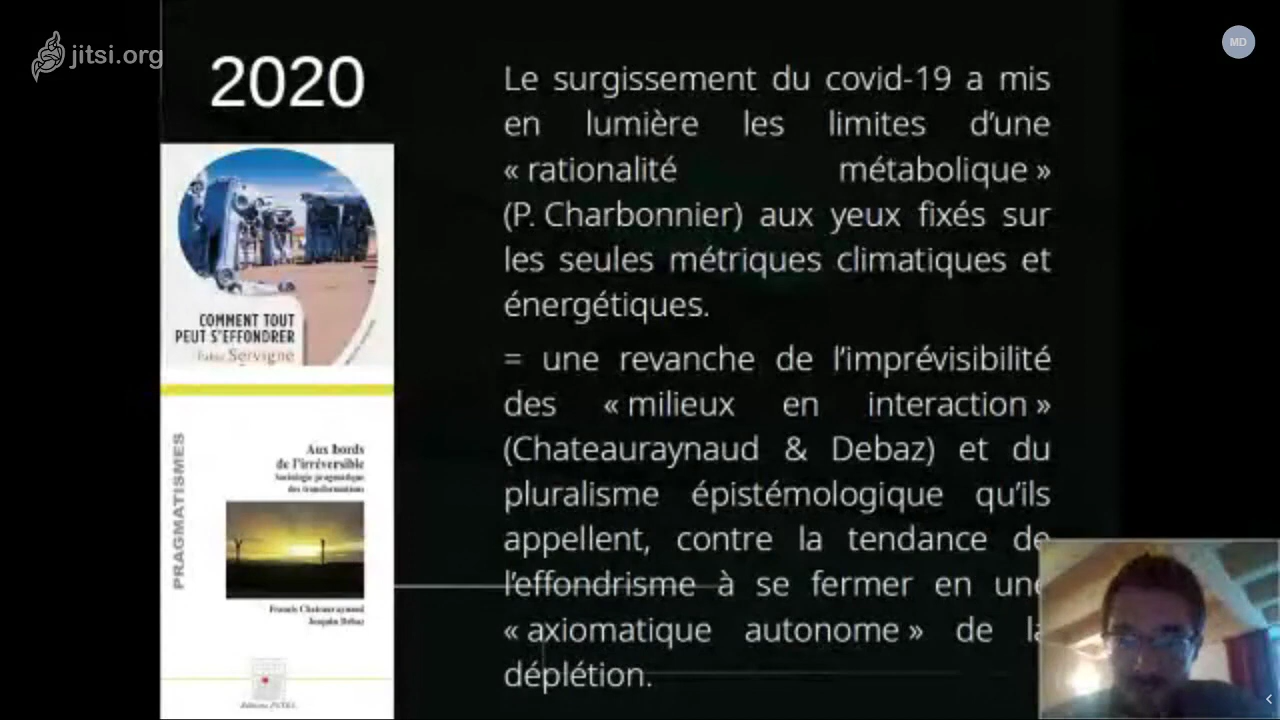 jitsi.org
MD
2020
Le surgissement du covid-19 a mis
en lumière les limites d'une
« rationalité métabolique »
(P. Charbonnier) aux yeux fixés sur
les seules métriques climatiques et
énergétiques.
= une revanche de l'imprévisibilité
des « milieux en interaction »
(Chateauraynaud & Debaz) et du
pluralisme épistémologique qu'ils
appellent, contre la tendance de
l'effondrisme à se fermer en une
« axiomatique autonome » de la
déplétion.
COMMENT TOUT
PEUT S'EFFONDRER
Servigne
PRAGMATISMES
Aux bords
de l'irréversible
Sociologie pragmatique
des transformations
Francis Chateauraynaud
Josquin Debaz
Éditions PETRA